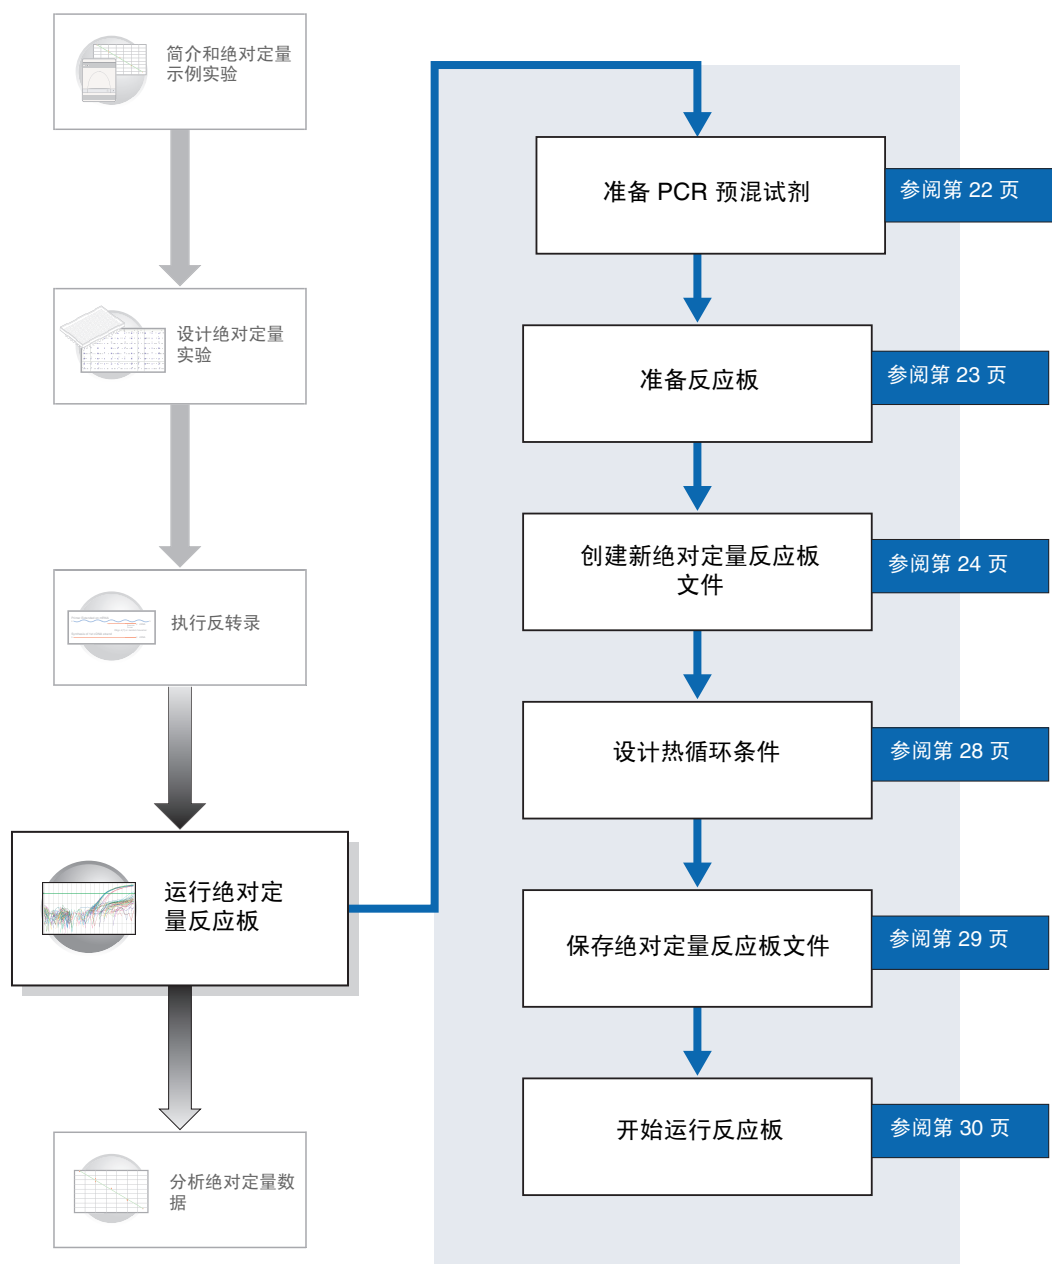 简介和绝对定量
示例实验
设计绝对定量
实验
执行反转录
运行绝对定
量反应板
分析绝对定量数
据
准备 PCR 预混试剂
参阅第 22 页
准备反应板
参阅第 23 页
创建新绝对定量反应板
文件
参阅第 24 页
设计热循环条件
参阅第 28 页
保存绝对定量反应板文件
参阅第 29 页
开始运行反应板
参阅第 30 页